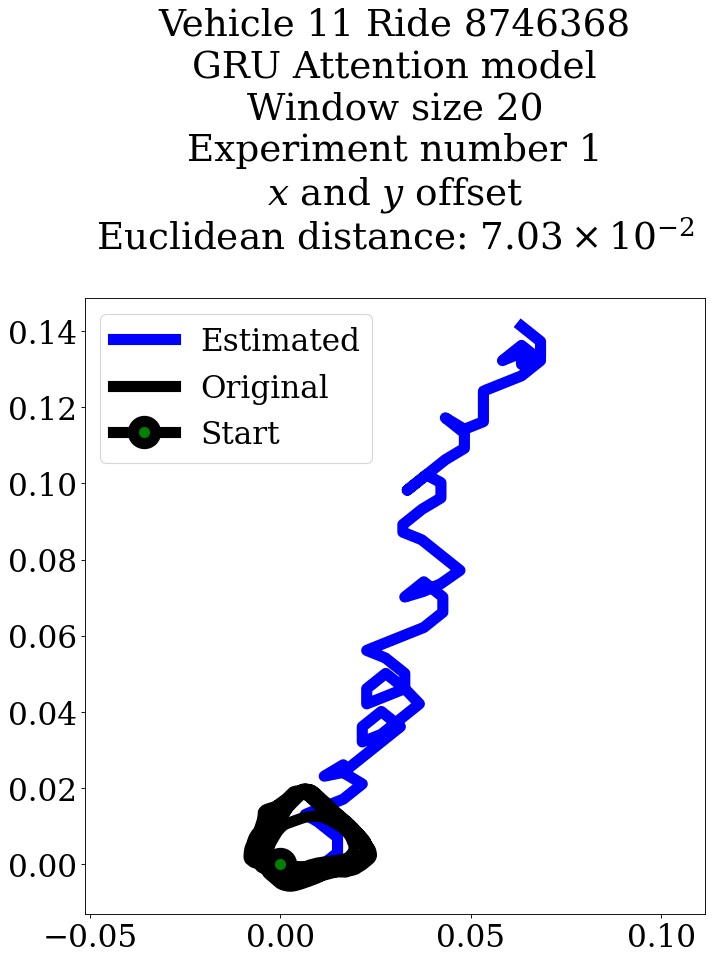 Vehicle 11 Ride 8746368
GRU Attention model
Window size 20
Experiment number 1
x and y offset
Euclidean distance: 7.03 × 10⁻²
Estimated
Original
Start
0.14
0.12
0.10
0.08
0.06
0.04
0.02
0.00
−0.05 0.00 0.05 0.10